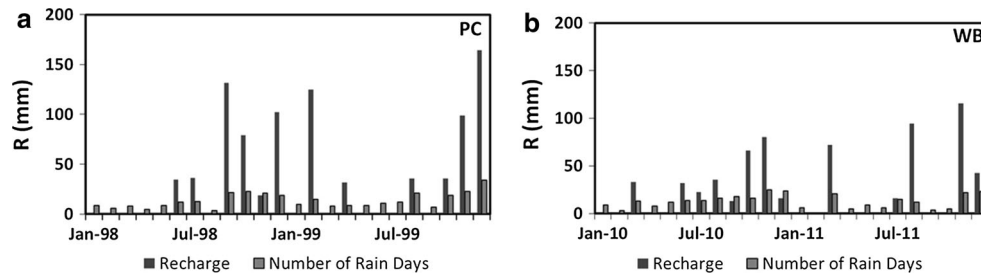 a
200
150
100
50
0
R (mm)
PC
Jan-98
Jul-98
Jan-99
Jul-99
Recharge
Number of Rain Days
b
200
150
100
50
0
R (mm)
WB
Jan-10
Jul-10
Jan-11
Jul-11
Recharge
Number of Rain Days